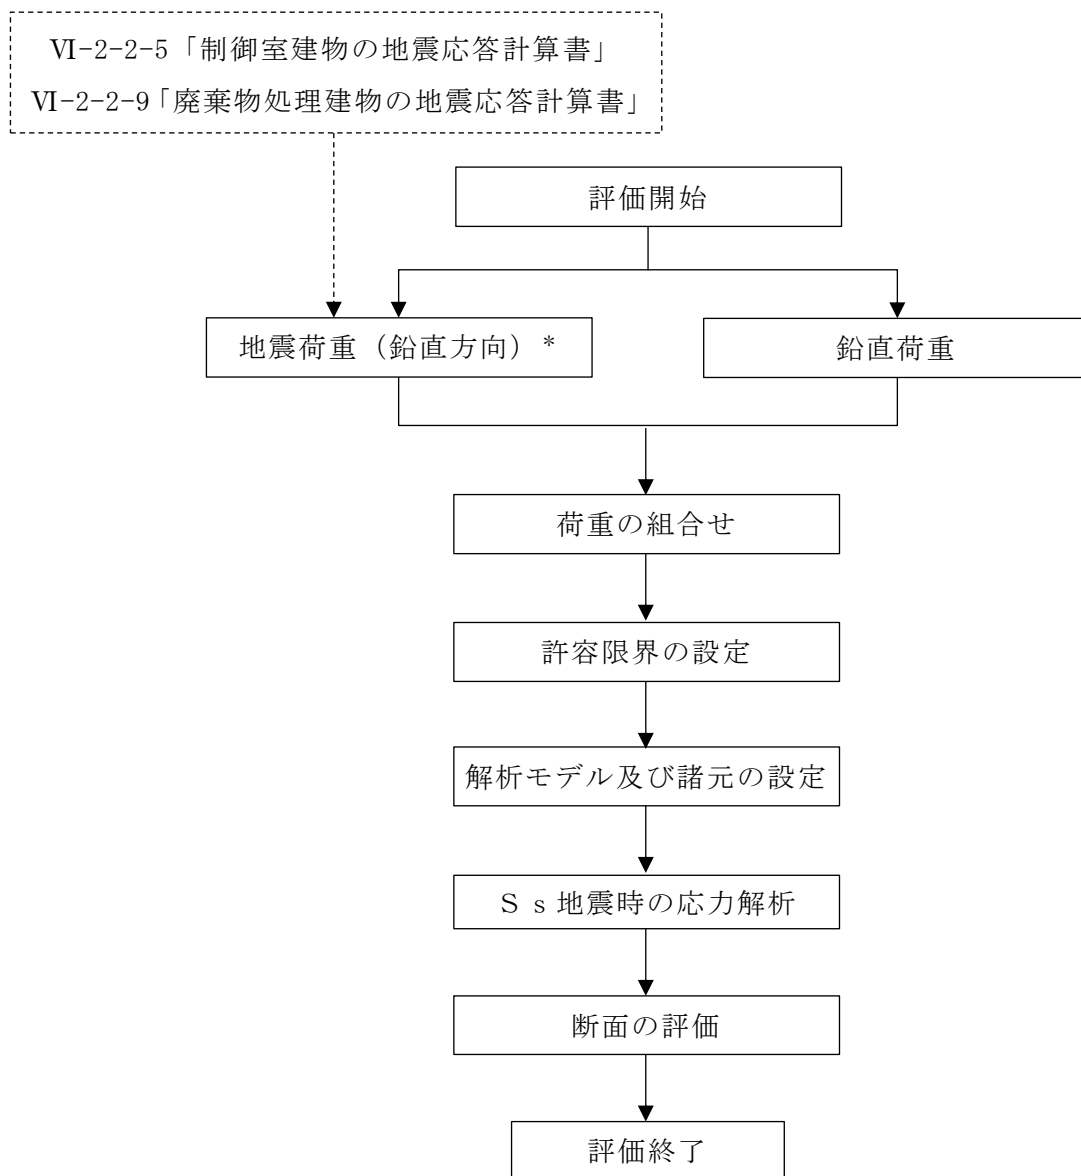 Ⅵ-2-2-5「制御室建物の地震応答計算書」
Ⅵ-2-2-9「廃棄物処理建物の地震応答計算書」
評価開始
地震荷重（鉛直方向）*
鉛直荷重
荷重の組合せ
許容限界の設定
解析モデル及び諸元の設定
Ｓｓ地震時の応力解析
断面の評価
評価終了